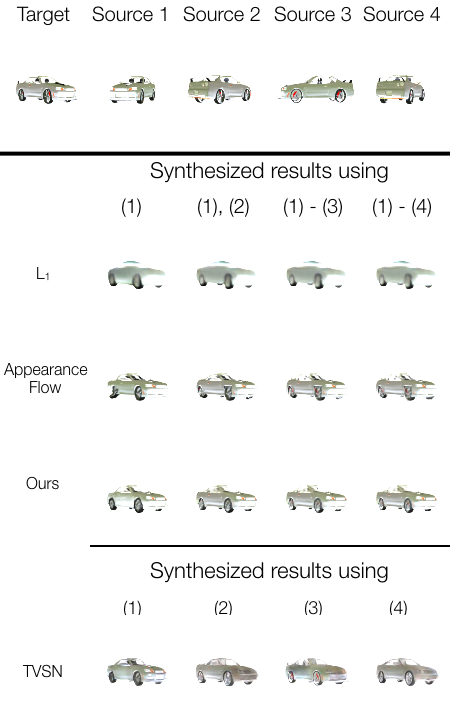 Target Source 1 Source 2 Source 3 Source 4
Synthesized results using
(1) (1), (2) (1) - (3) (1) - (4)
L₁
Appearance
Flow
Ours
Synthesized results using
(1) (2) (3) (4)
TVSN